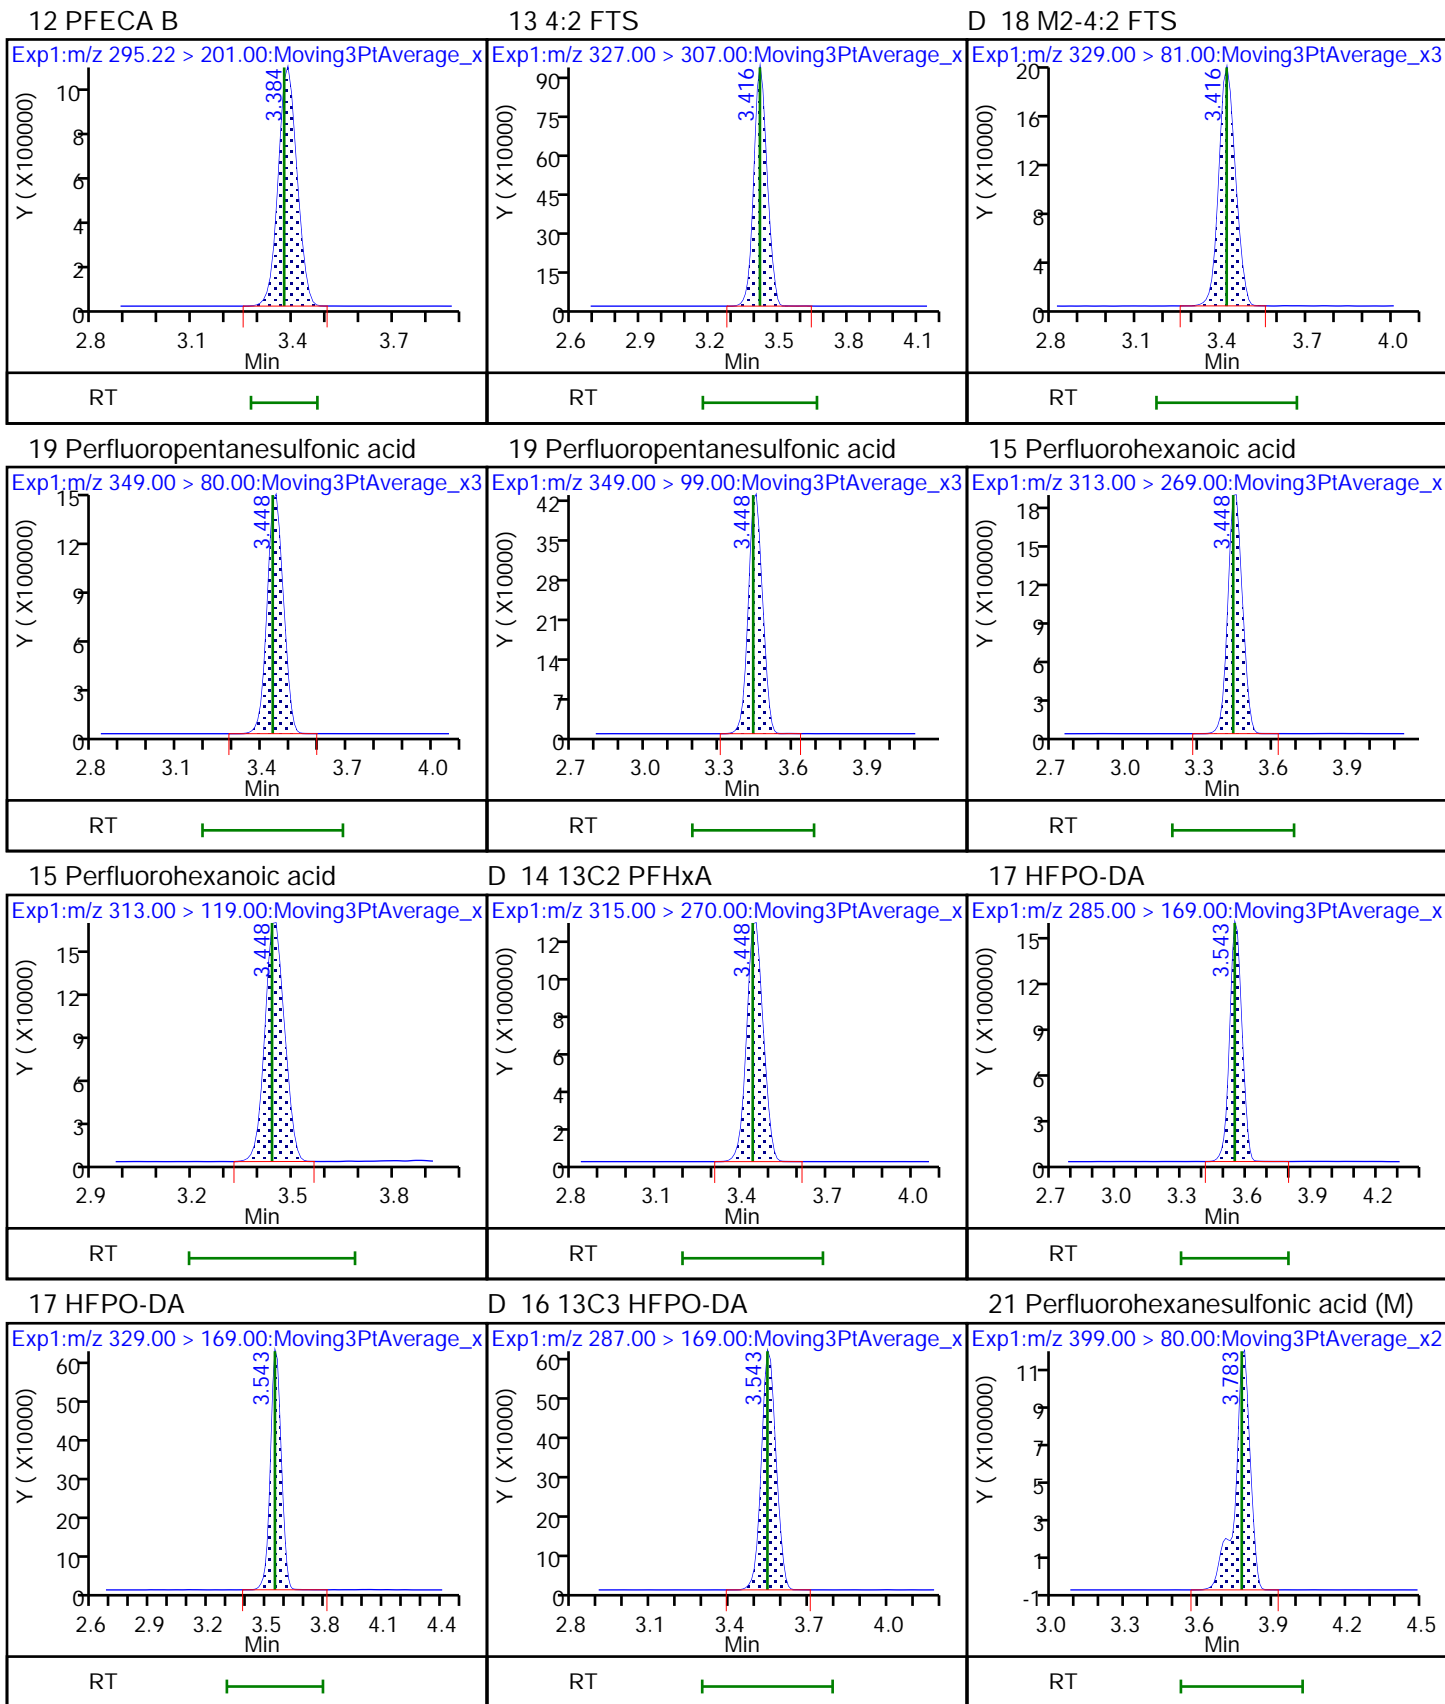 12 PFECA B
Exp1:m/z 295.22 > 201.00:Moving3PtAverage_x
Y ( X100000)
10
8
6
4
2
0
3.384
2.8 3.1 3.4 3.7
Min
RT
13 4:2 FTS
Exp1:m/z 327.00 > 307.00:Moving3PtAverage_x
Y ( X10000)
90
75
60
45
30
15
0
3.416
2.6 2.9 3.2 3.5 3.8 4.1
Min
RT
D 18 M2-4:2 FTS
Exp1:m/z 329.00 > 81.00:Moving3PtAverage_x3
Y ( X10000)
20
16
12
8
4
0
3.416
2.8 3.1 3.4 3.7 4.0
Min
RT
19 Perfluoropentanesulfonic acid
Exp1:m/z 349.00 > 80.00:Moving3PtAverage_x3
Y ( X100000)
15
12
9
6
3
0
3.448
2.8 3.1 3.4 3.7 4.0
Min
RT
19 Perfluoropentanesulfonic acid
Exp1:m/z 349.00 > 99.00:Moving3PtAverage_x3
Y ( X10000)
42
35
28
21
14
7
0
3.448
2.7 3.0 3.3 3.6 3.9
Min
RT
15 Perfluorohexanoic acid
Exp1:m/z 313.00 > 269.00:Moving3PtAverage_x
Y ( X100000)
18
15
12
9
6
3
0
3.448
2.7 3.0 3.3 3.6 3.9
Min
RT
15 Perfluorohexanoic acid
Exp1:m/z 313.00 > 119.00:Moving3PtAverage_x
Y ( X10000)
15
12
9
6
3
0
3.448
2.9 3.2 3.5 3.8
Min
RT
D 14 13C2 PFHxA
Exp1:m/z 315.00 > 270.00:Moving3PtAverage_x
Y ( X100000)
12
10
8
6
4
2
0
3.448
2.8 3.1 3.4 3.7 4.0
Min
RT
17 HFPO-DA
Exp1:m/z 285.00 > 169.00:Moving3PtAverage_x
Y ( X100000)
15
12
9
6
3
0
3.543
2.7 3.0 3.3 3.6 3.9 4.2
Min
RT
17 HFPO-DA
Exp1:m/z 329.00 > 169.00:Moving3PtAverage_x
Y ( X10000)
60
50
40
30
20
10
0
3.543
2.6 2.9 3.2 3.5 3.8 4.1 4.4
Min
RT
D 16 13C3 HFPO-DA
Exp1:m/z 287.00 > 169.00:Moving3PtAverage_x
Y ( X10000)
60
50
40
30
20
10
0
3.543
2.8 3.1 3.4 3.7 4.0
Min
RT
21 Perfluorohexanesulfonic acid (M)
Exp1:m/z 399.00 > 80.00:Moving3PtAverage_x2
Y ( X100000)
11
9
7
5
3
1
-1
3.783
3.0 3.3 3.6 3.9 4.2 4.5
Min
RT